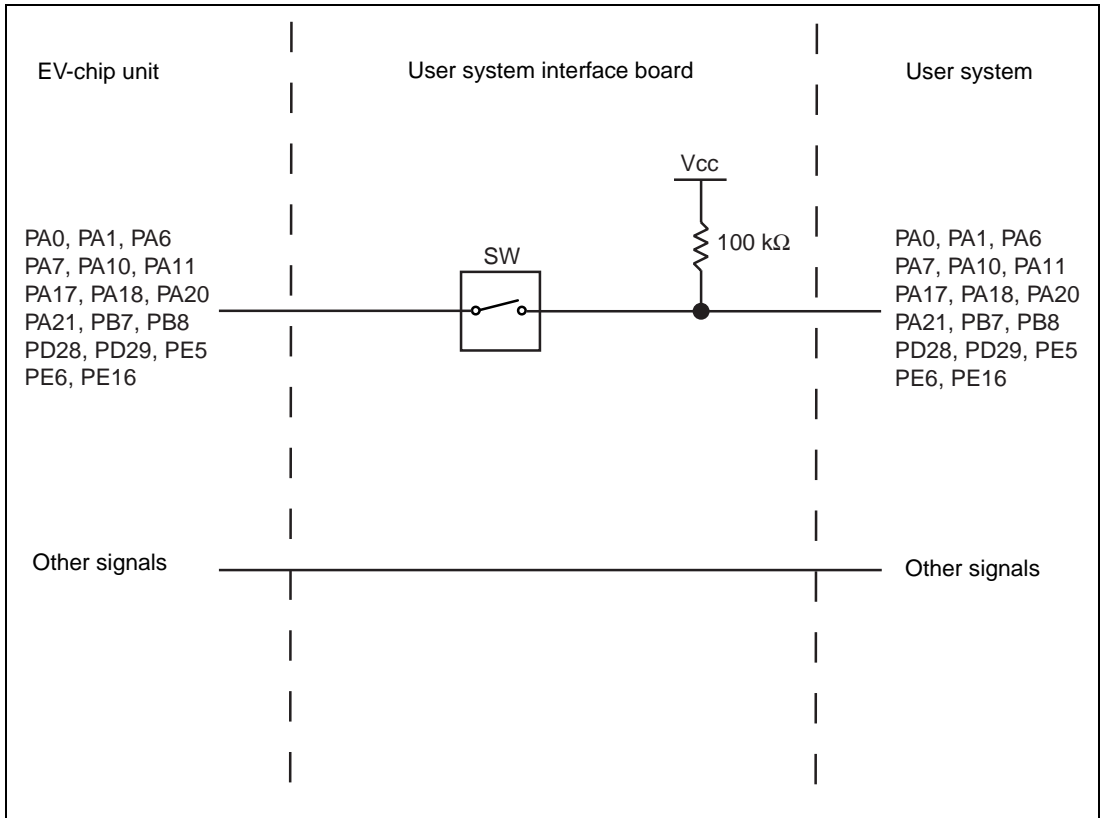 EV-chip unit
User system interface board
User system
Vcc
100 kΩ
SW
PA0, PA1, PA6
PA7, PA10, PA11
PA17, PA18, PA20
PA21, PB7, PB8
PD28, PD29, PE5
PE6, PE16
PA0, PA1, PA6
PA7, PA10, PA11
PA17, PA18, PA20
PA21, PB7, PB8
PD28, PD29, PE5
PE6, PE16
Other signals
Other signals